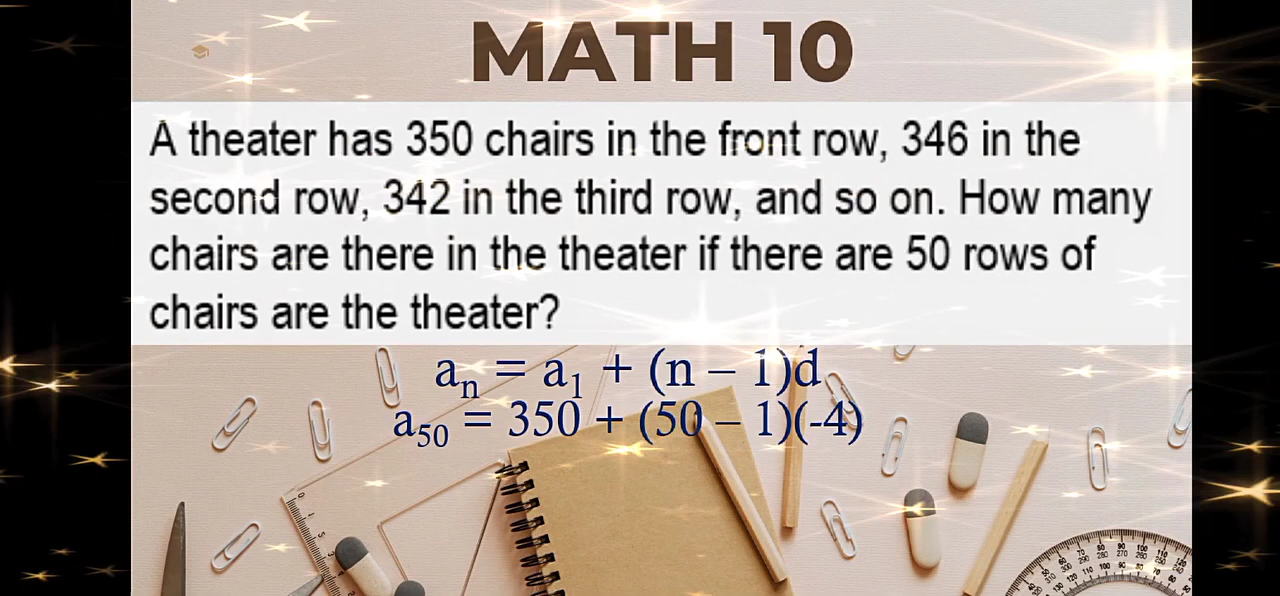 MATH 10
A theater has 350 chairs in the front row, 346 in the
second row, 342 in the third row, and so on. How many
chairs are there in the theater if there are 50 rows of
chairs are the theater?
aₙ = a₁ + (n – 1)d
a₅₀ = 350 + (50 – 1)(-4)